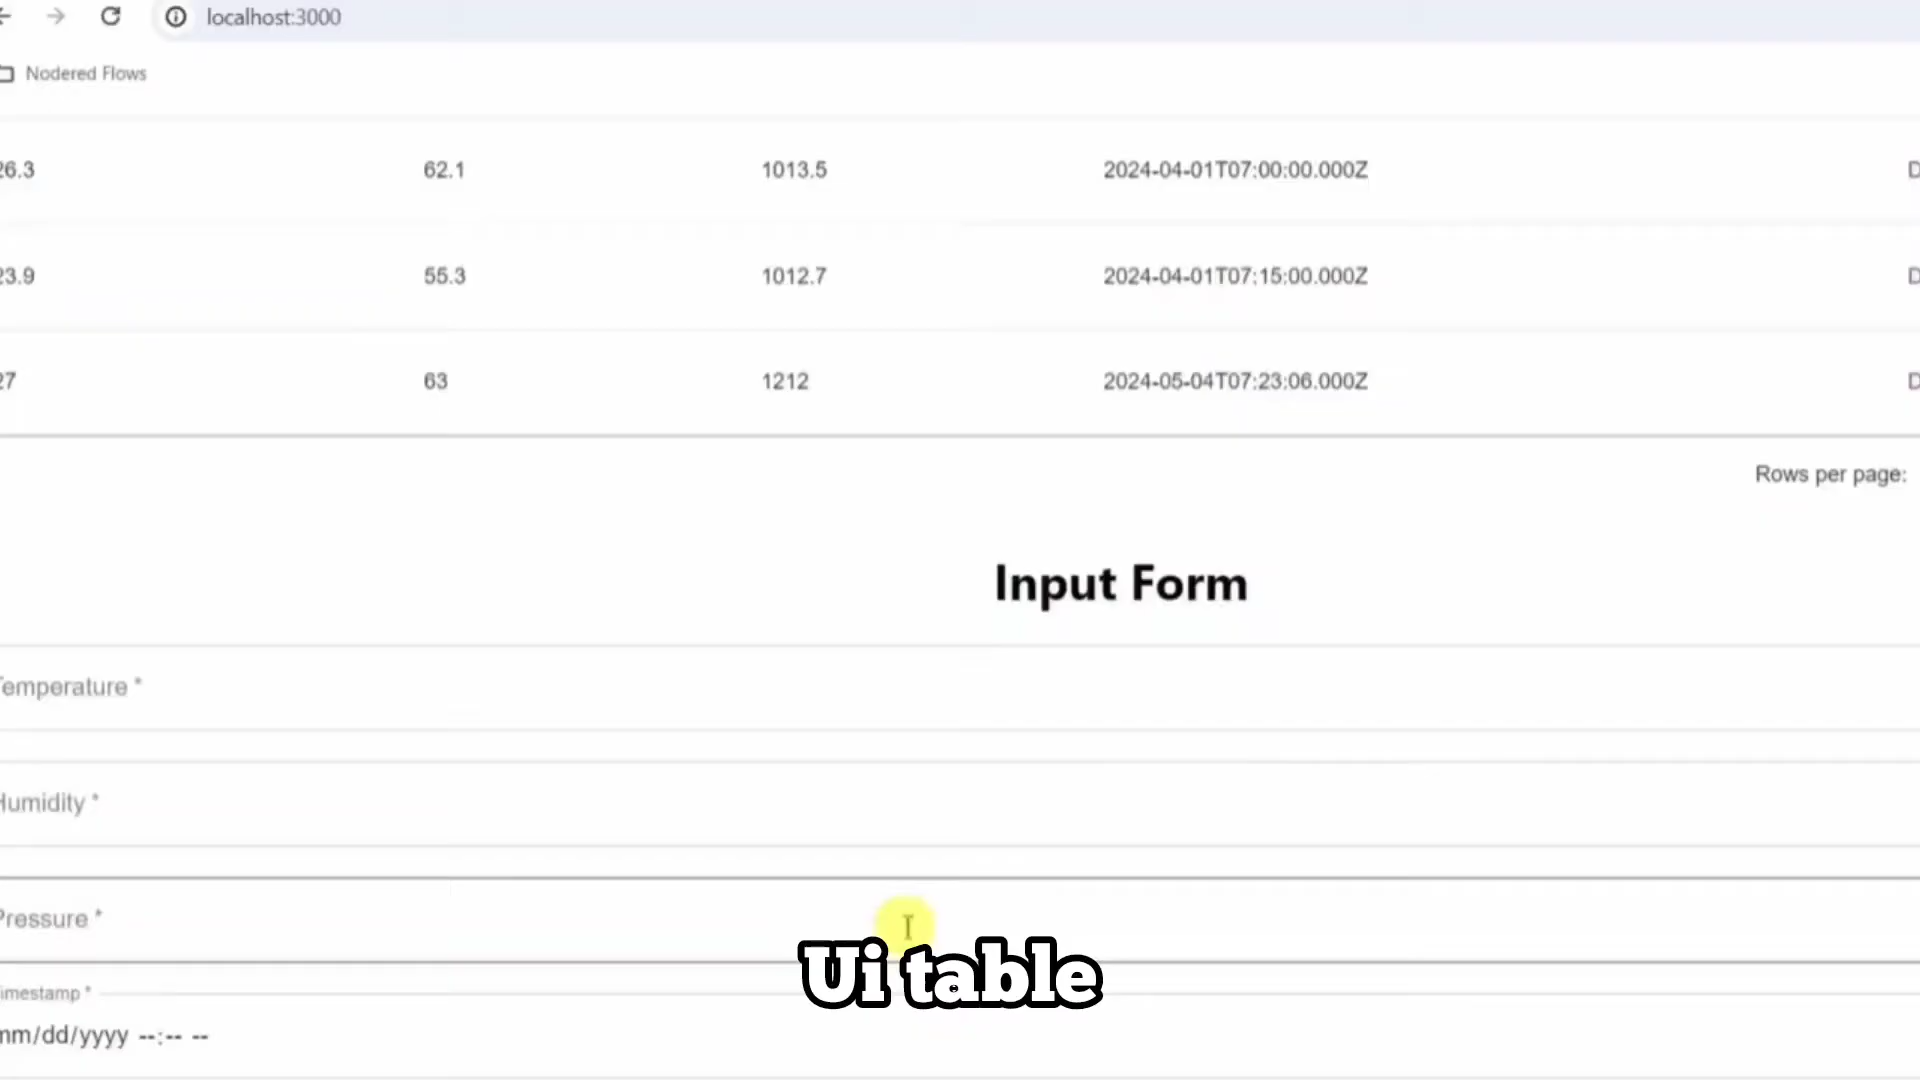 localhost:3000
Nodered Flows
26.3 62.1 1013.5 2024-04-01T07:00:00.000Z D
23.9 55.3 1012.7 2024-04-01T07:15:00.000Z D
27 63 1212 2024-05-04T07:23:06.000Z D
Rows per page:
Input Form
Temperature *
Humidity *
Pressure *
Ui table
Timestamp *
mm/dd/yyyy --:-- --